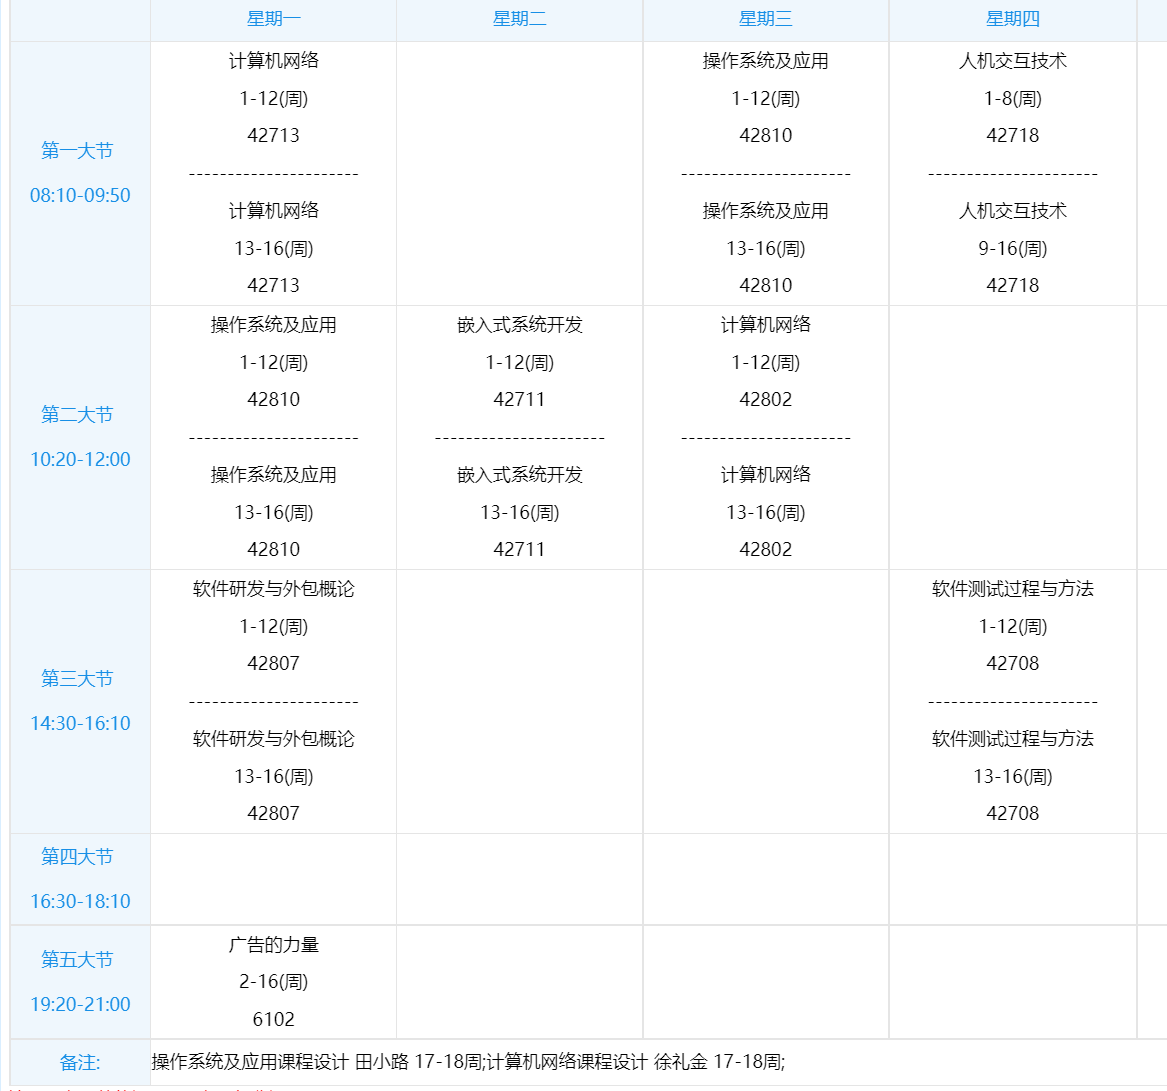 星期一 星期二 星期三 星期四
第一大节
08:10-09:50
计算机网络
1-12(周)
42713
----------------------
计算机网络
13-16(周)
42713
操作系统及应用
1-12(周)
42810
----------------------
操作系统及应用
13-16(周)
42810
人机交互技术
1-8(周)
42718
----------------------
人机交互技术
9-16(周)
42718
第二大节
10:20-12:00
操作系统及应用
1-12(周)
42810
----------------------
操作系统及应用
13-16(周)
42810
嵌入式系统开发
1-12(周)
42711
----------------------
嵌入式系统开发
13-16(周)
42711
计算机网络
1-12(周)
42802
----------------------
计算机网络
13-16(周)
42802
第三大节
14:30-16:10
软件研发与外包概论
1-12(周)
42807
----------------------
软件研发与外包概论
13-16(周)
42807
软件测试过程与方法
1-12(周)
42708
----------------------
软件测试过程与方法
13-16(周)
42708
第四大节
16:30-18:10
第五大节
19:20-21:00
广告的力量
2-16(周)
6102
备注: 操作系统及应用课程设计 田小路 17-18周;计算机网络课程设计 徐礼金 17-18周;